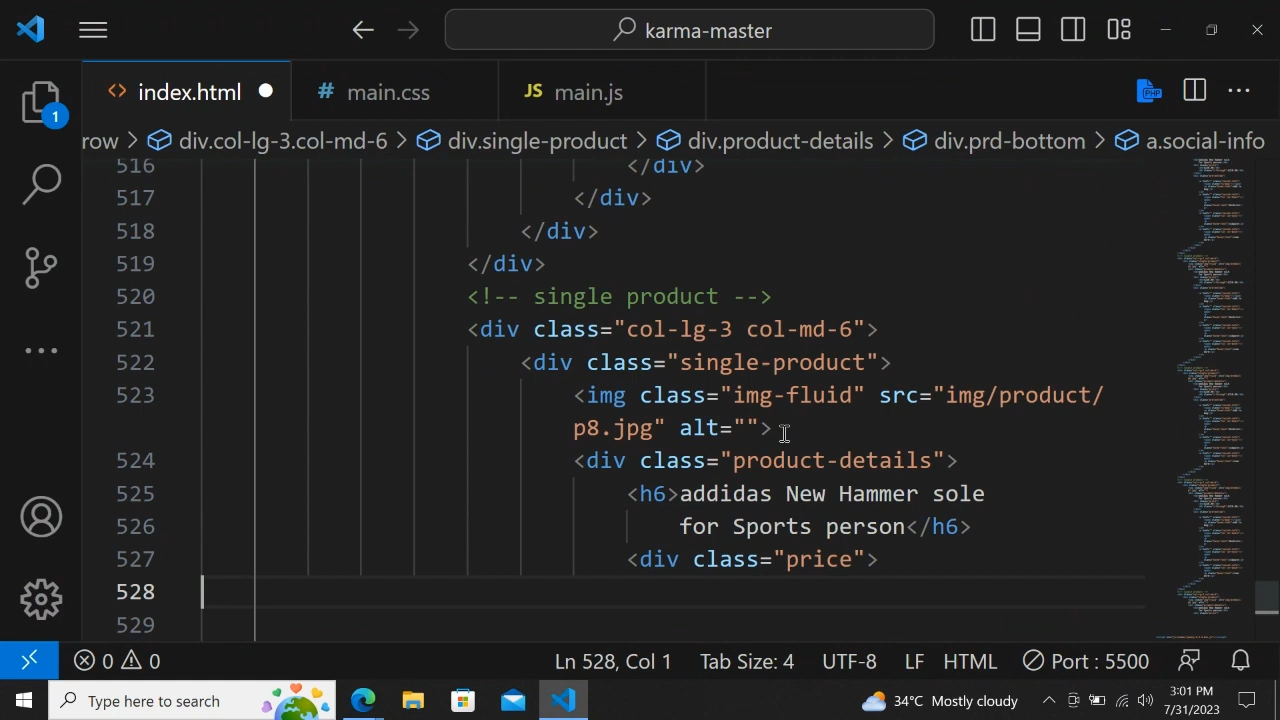 karma-master
index.html
# main.css
JS main.js
PHP
1
row > div.col-lg-3.col-md-6 > div.single-product > div.product-details > div.prd-bottom > a.social-info
516 </div>
517 </div>
518 </div>
519 </div>
520 <!-- single product -->
521 <div class="col-lg-3 col-md-6">
522 <div class="single-product">
523 <img class="img-fluid" src="img/product/
p8.jpg" alt="">
524 <div class="product-details">
525 <h6>addidas New Hammer sole
526 for Sports person</h6>
527 <div class="price">
528
529
0 0 Ln 528, Col 1 Tab Size: 4 UTF-8 LF HTML Port : 5500
Type here to search 34°C Mostly cloudy 3:01 PM
7/31/2023